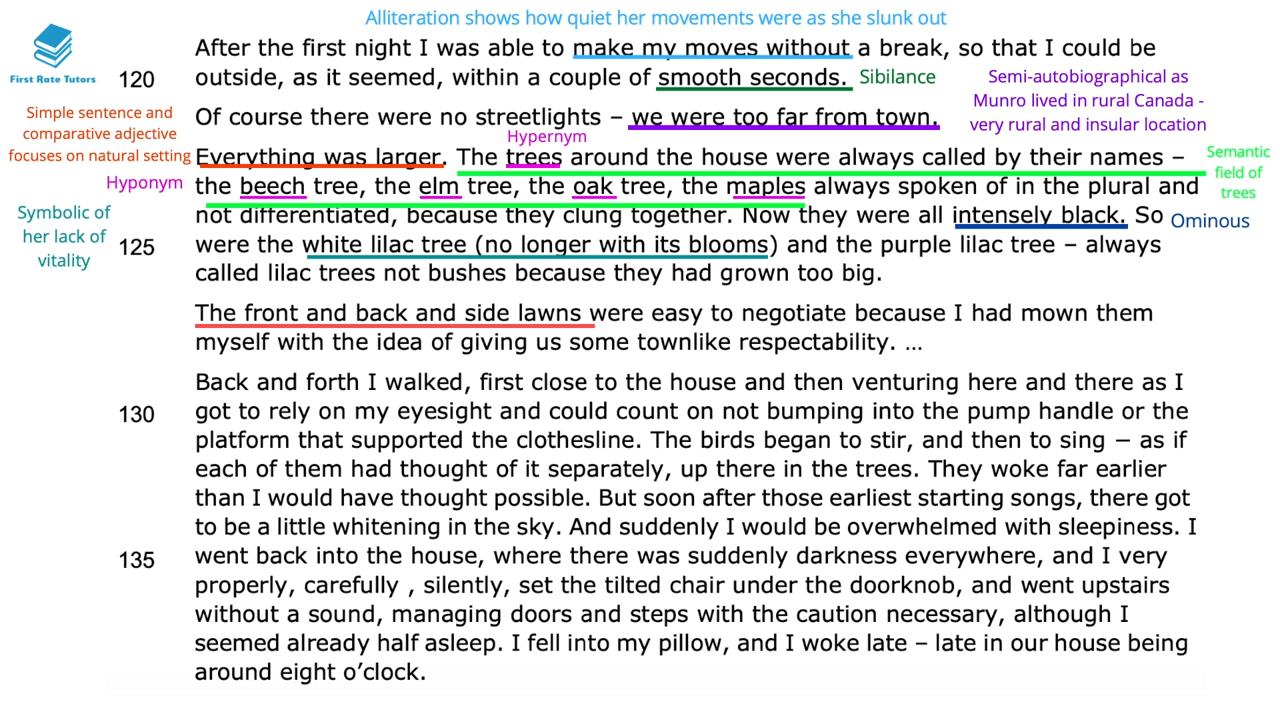 Alliteration shows how quiet her movements were as she slunk out
First Rate Tutors
After the first night I was able to make my moves without a break, so that I could be
120 outside, as it seemed, within a couple of smooth seconds. Sibilance
Semi-autobiographical as
Munro lived in rural Canada -
very rural and insular location
Simple sentence and
comparative adjective
focuses on natural setting
Of course there were no streetlights – we were too far from town.
Hypernym
Everything was larger. The trees around the house were always called by their names –
Semantic
field of
trees
Hyponym
the beech tree, the elm tree, the oak tree, the maples always spoken of in the plural and
not differentiated, because they clung together. Now they were all intensely black. So
Ominous
Symbolic of
her lack of
vitality
125 were the white lilac tree (no longer with its blooms) and the purple lilac tree – always
called lilac trees not bushes because they had grown too big.
The front and back and side lawns were easy to negotiate because I had mown them
myself with the idea of giving us some townlike respectability. ...
Back and forth I walked, first close to the house and then venturing here and there as I
130 got to rely on my eyesight and could count on not bumping into the pump handle or the
platform that supported the clothesline. The birds began to stir, and then to sing – as if
each of them had thought of it separately, up there in the trees. They woke far earlier
than I would have thought possible. But soon after those earliest starting songs, there got
to be a little whitening in the sky. And suddenly I would be overwhelmed with sleepiness. I
135 went back into the house, where there was suddenly darkness everywhere, and I very
properly, carefully , silently, set the tilted chair under the doorknob, and went upstairs
without a sound, managing doors and steps with the caution necessary, although I
seemed already half asleep. I fell into my pillow, and I woke late – late in our house being
around eight o’clock.